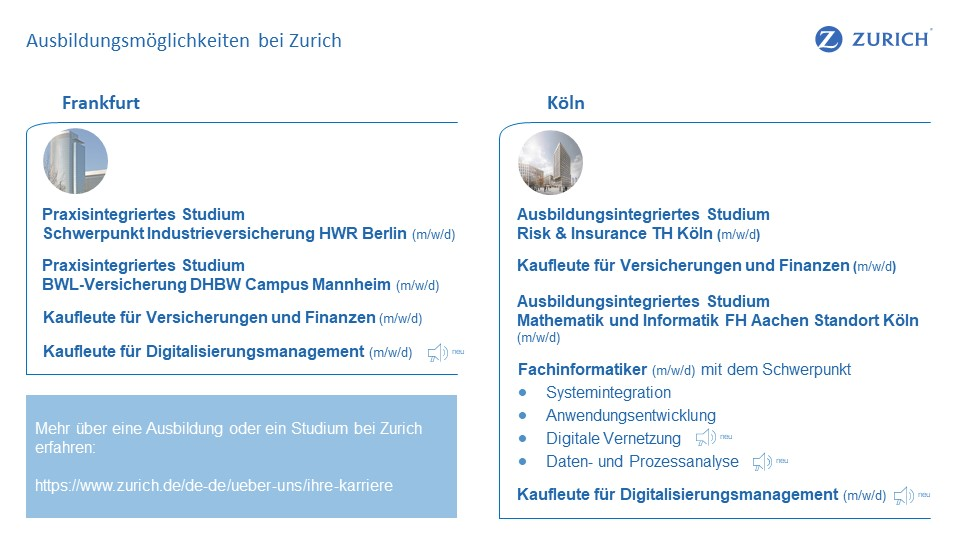 Ausbildungsmöglichkeiten bei Zurich
ZURICH
Frankfurt
Praxisintegriertes Studium
Schwerpunkt Industrieversicherung HWR Berlin (m/w/d)
Praxisintegriertes Studium
BWL-Versicherung DHBW Campus Mannheim (m/w/d)
Kaufleute für Versicherungen und Finanzen (m/w/d)
Kaufleute für Digitalisierungsmanagement (m/w/d) neu
Mehr über eine Ausbildung oder ein Studium bei Zurich
erfahren:
https://www.zurich.de/de-de/ueber-uns/ihre-karriere
Köln
Ausbildungsintegriertes Studium
Risk & Insurance TH Köln (m/w/d)
Kaufleute für Versicherungen und Finanzen (m/w/d)
Ausbildungsintegriertes Studium
Mathematik und Informatik FH Aachen Standort Köln
(m/w/d)
Fachinformatiker (m/w/d) mit dem Schwerpunkt
● Systemintegration
● Anwendungsentwicklung
● Digitale Vernetzung neu
● Daten- und Prozessanalyse neu
Kaufleute für Digitalisierungsmanagement (m/w/d) neu